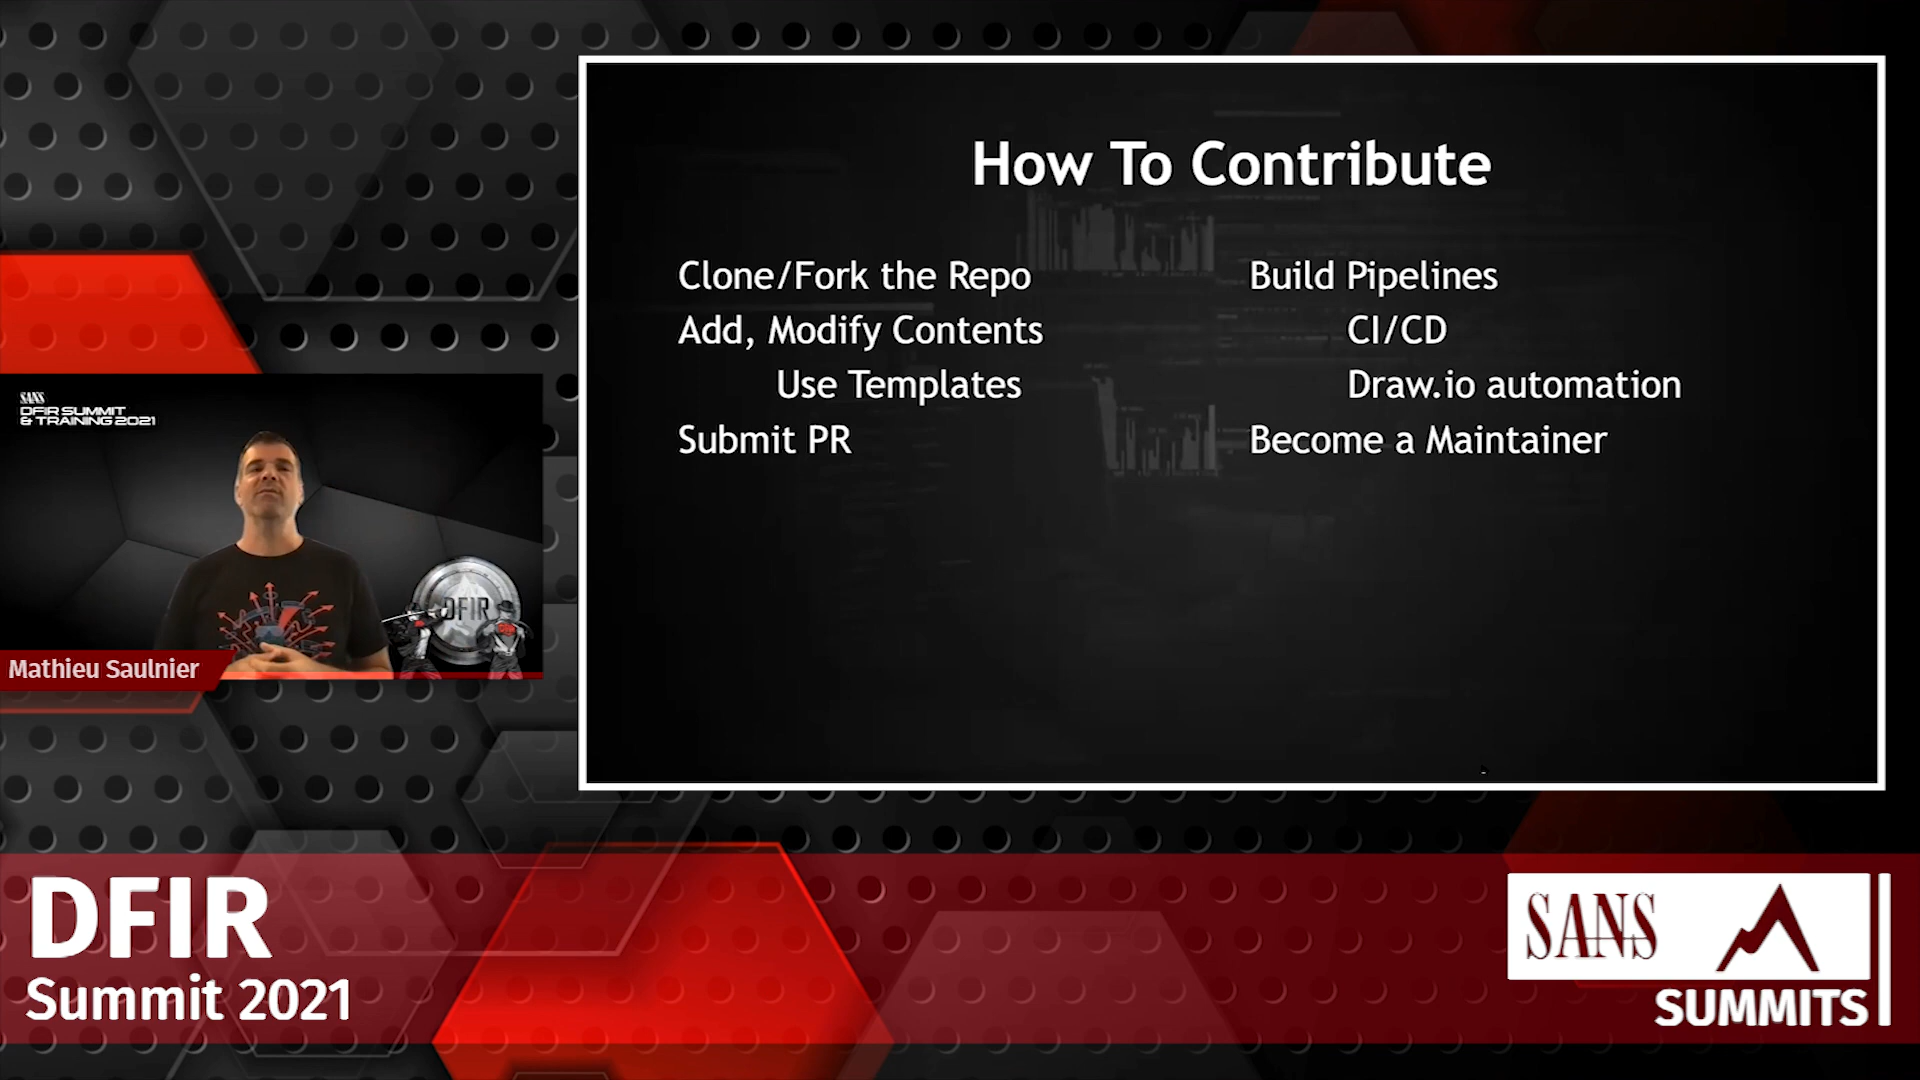 How To Contribute
Clone/Fork the Repo
Add, Modify Contents
Use Templates
Submit PR
Build Pipelines
CI/CD
Draw.io automation
Become a Maintainer
SANS
DFIR SUMMIT
& TRAINING 2021
DFIR
Mathieu Saulnier
DFIR
Summit 2021
SANS
SUMMITS